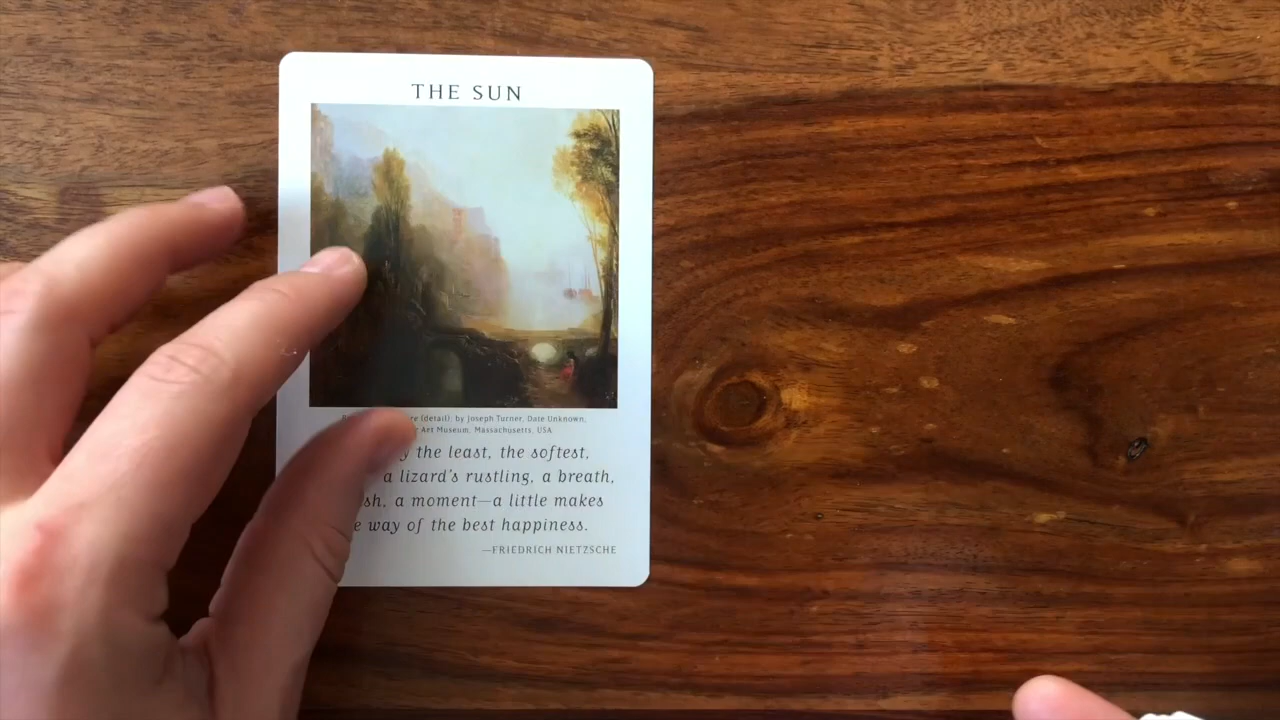 THE SUN
(detail), by Joseph Turner, Date Unknown;
Art Museum, Massachusetts, USA
the least, the softest,
a lizard's rustling, a breath,
a moment—a little makes
way of the best happiness.
—FRIEDRICH NIETZSCHE